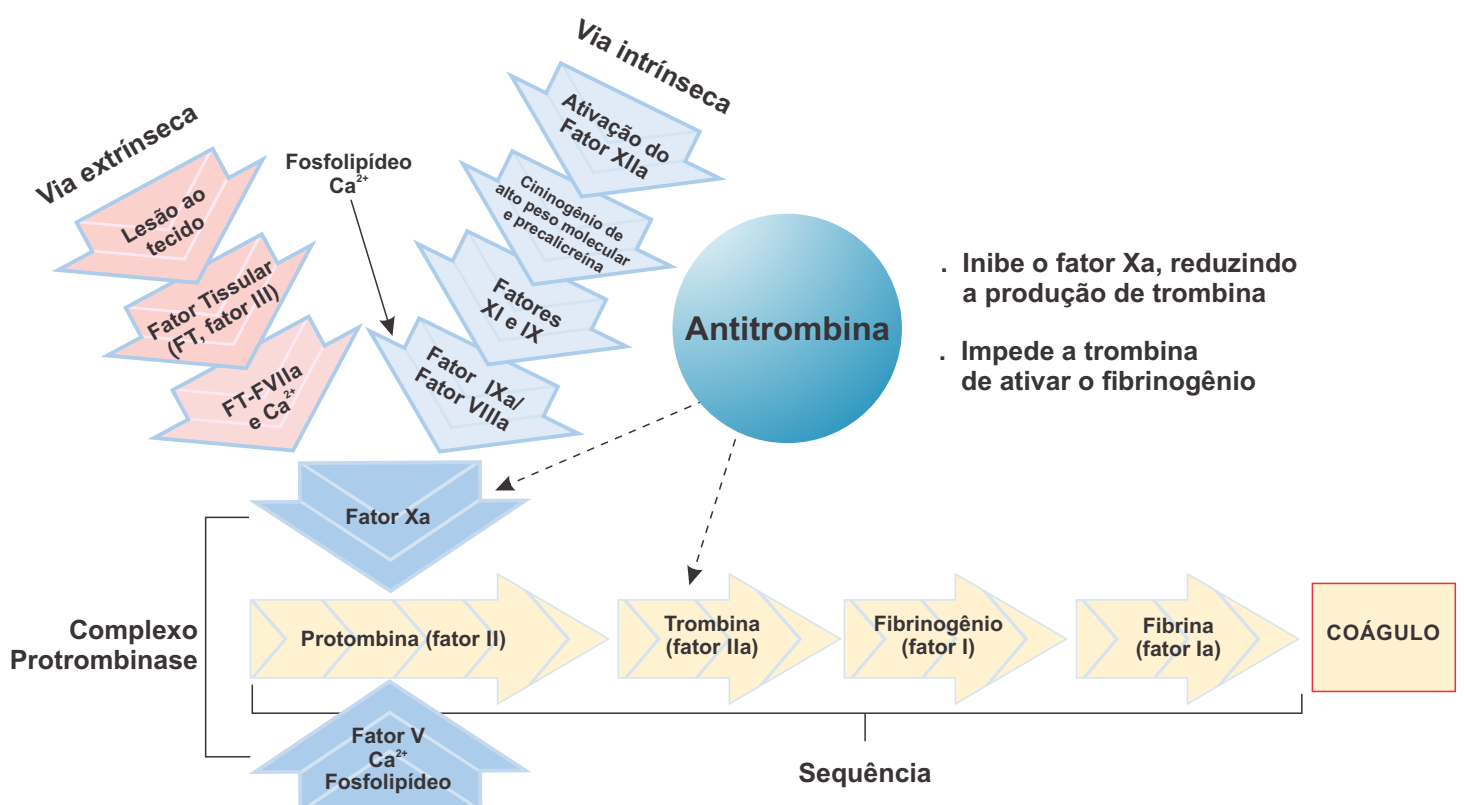 Via extrínseca
Lesão ao
tecido
Fator Tissular
(FT, fator III)
FT-FVIIa
e Ca²⁺
Fosfolipídeo
Ca²⁺
Via intrínseca
Ativação do
Fator XIIa
Cininogênio de
alto peso molecular
e precalicreína
Fatores
XI e IX
Fator IXa/
Fator VIIIa
Antitrombina
. Inibe o fator Xa, reduzindo
a produção de trombina
. Impede a trombina
de ativar o fibrinogênio
Fator Xa
Complexo
Protrombinase
Protombina (fator II)
Trombina
(fator IIa)
Fibrinogênio
(fator I)
Fibrina
(fator Ia)
COÁGULO
Fator V
Ca²⁺
Fosfolipídeo
Sequência